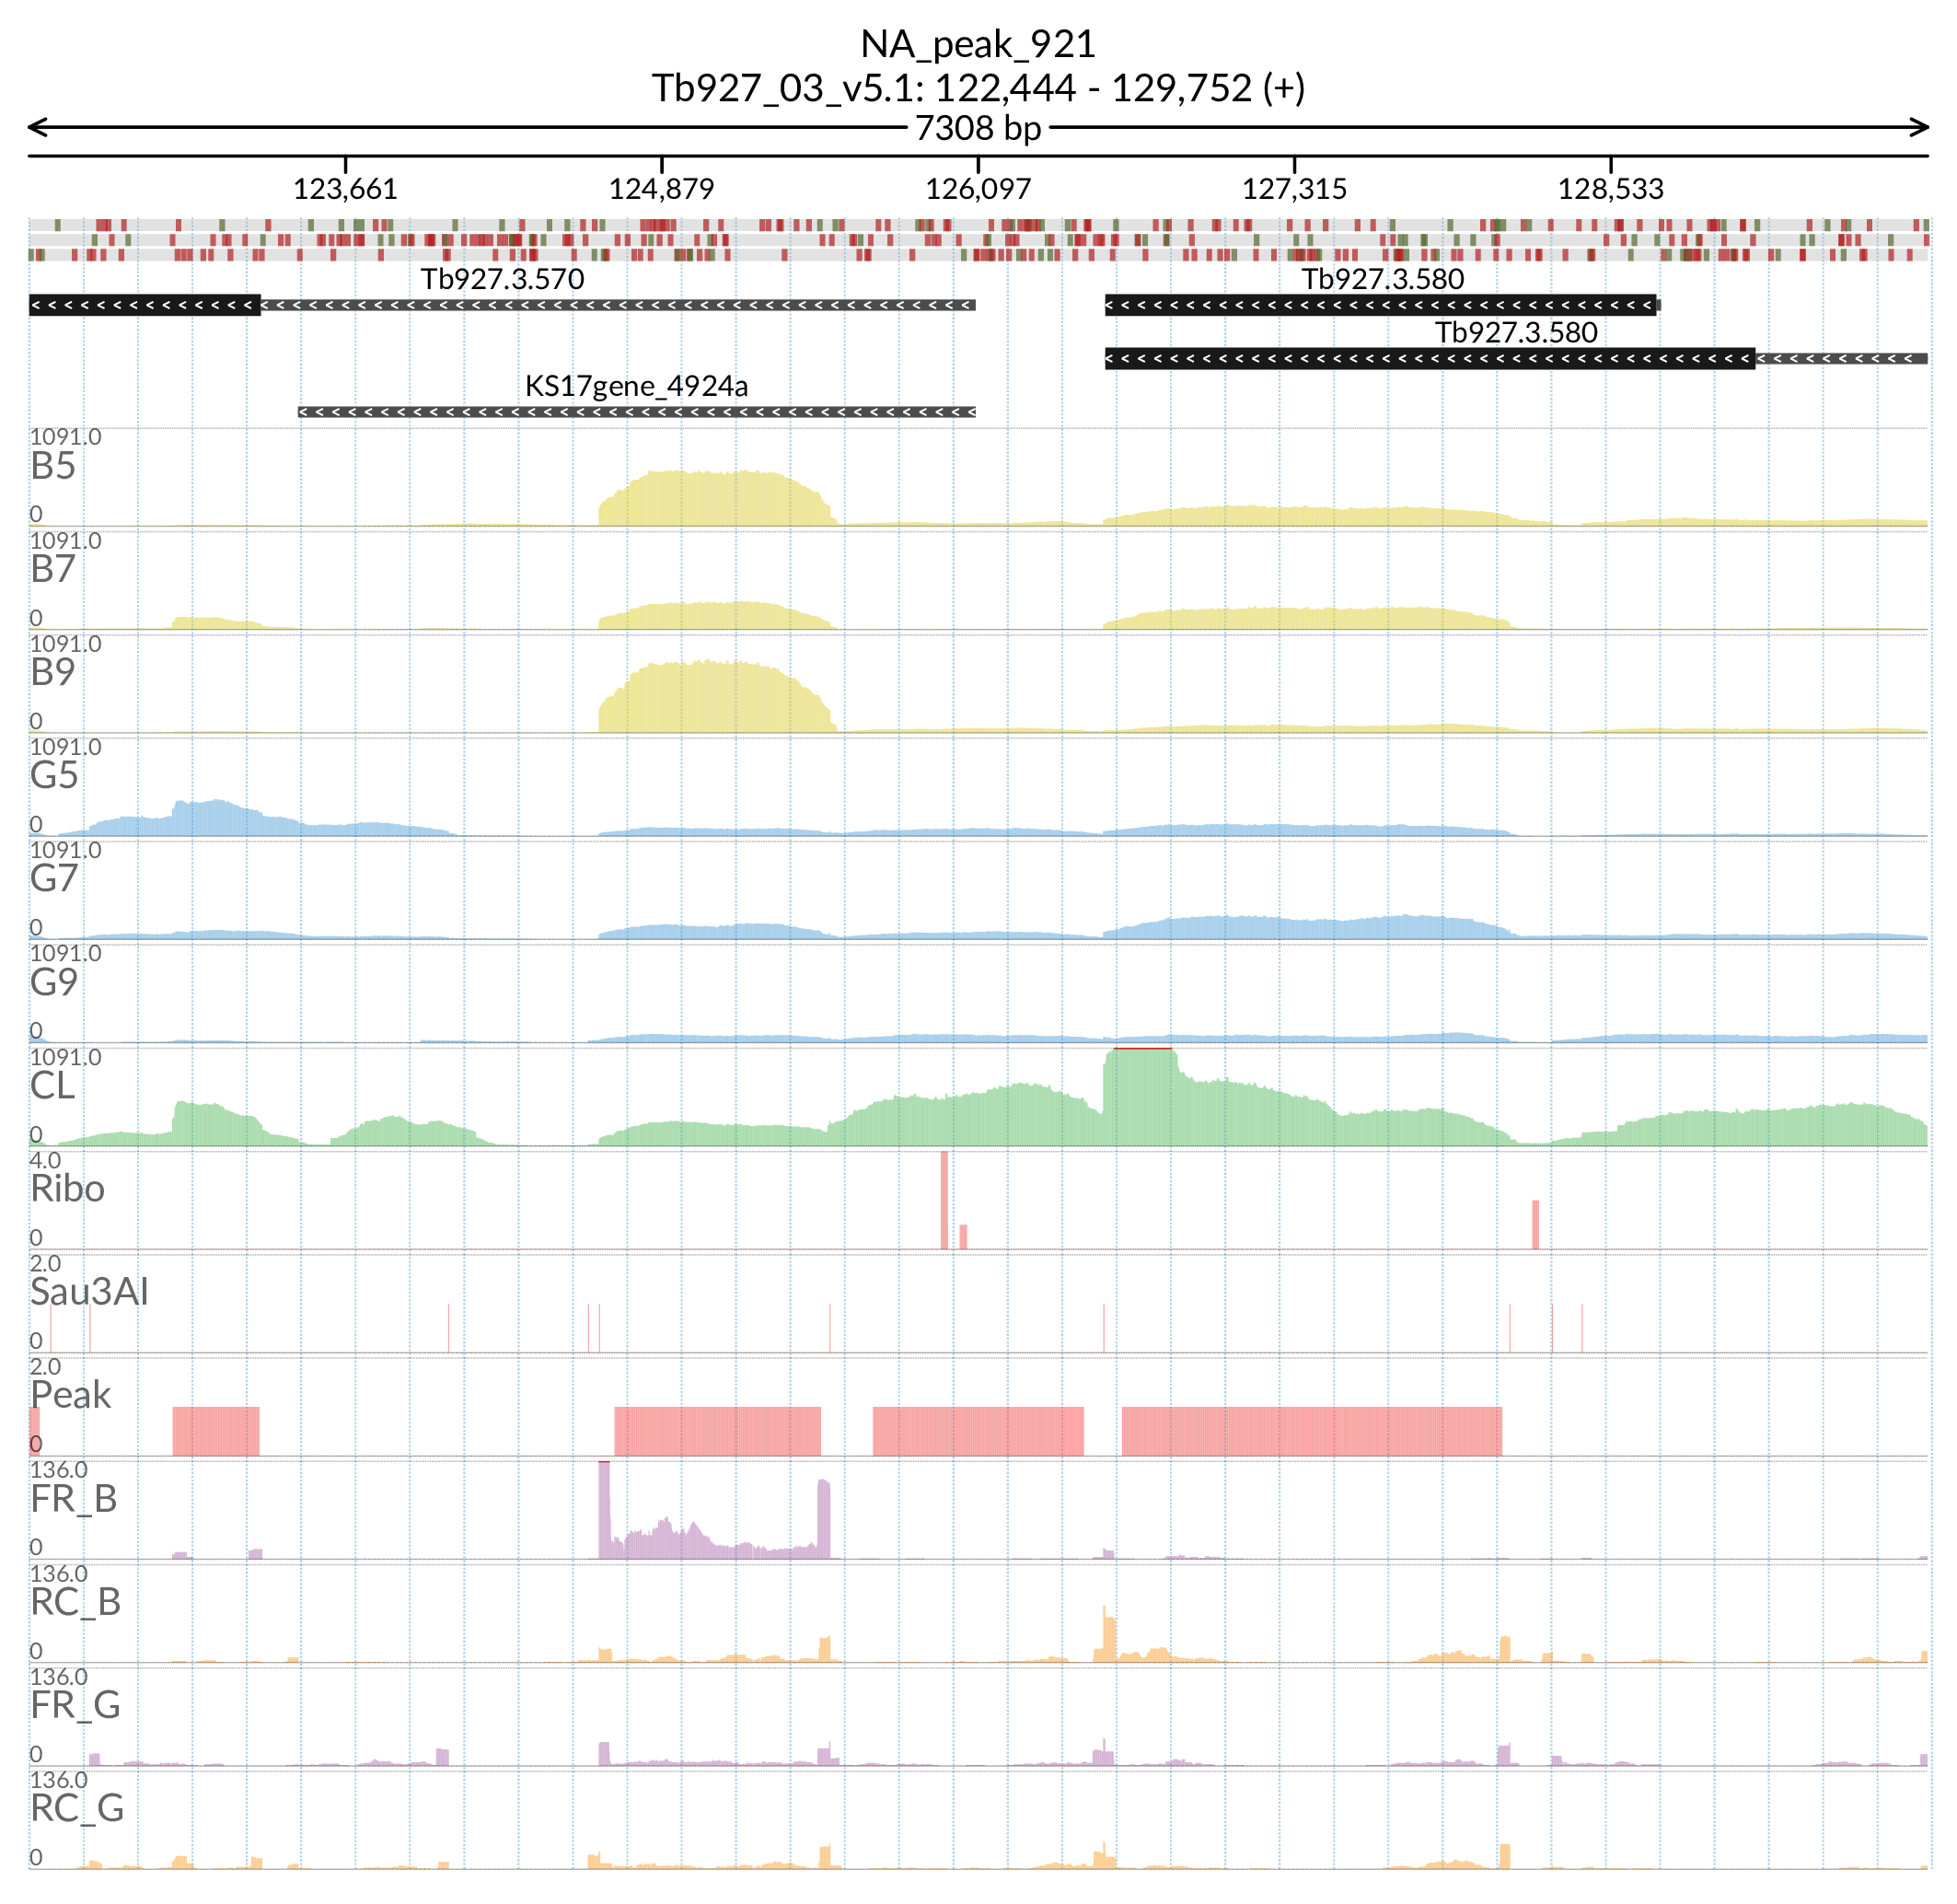 NA_peak_921
Tb927_03_v5.1: 122,444 - 129,752 (+)
7308 bp
123,661 124,879 126,097 127,315 128,533
Tb927.3.570 Tb927.3.580
Tb927.3.580
KS17gene_4924a
1091.0
B5
0
1091.0
B7
0
1091.0
B9
0
1091.0
G5
0
1091.0
G7
0
1091.0
G9
0
1091.0
CL
0
4.0
Ribo
0
2.0
Sau3AI
0
2.0
Peak
0
136.0
FR_B
0
136.0
RC_B
0
136.0
FR_G
0
136.0
RC_G
0